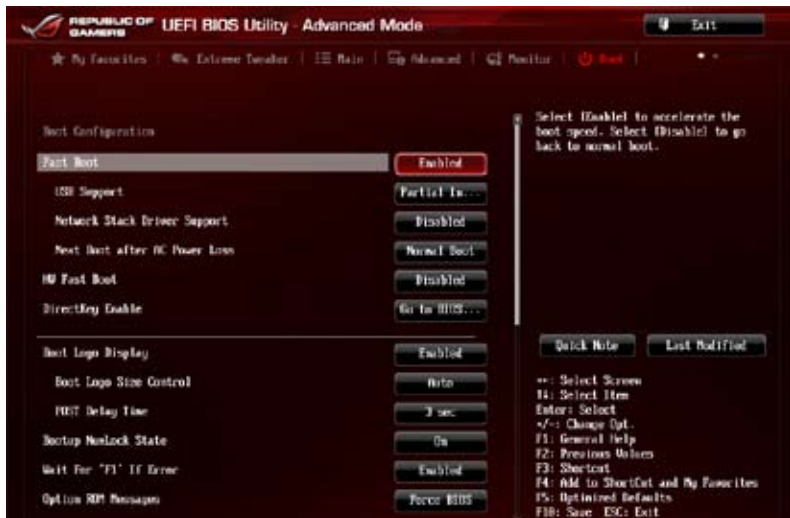 REPUBLIC OF
GAMERS
UEFI BIOS Utility - Advanced Mode
Exit
My Favorites | Extreme Tweaker | Main | Advanced | Monitor | Boot |
Boot Configuration
Fast Boot
Enabled
USB Support
Partial In...
Network Stack Driver Support
Disabled
Next Boot after AC Power Loss
Normal Boot
HW Fast Boot
Disabled
DirectKey Enable
Go to BIOS...
Boot Logo Display
Enabled
Boot Logo Size Control
Auto
POST Delay Time
3 sec
Bootup NumLock State
On
Wait For "F1" If Error
Enabled
Option ROM Messages
Force BIOS
Select [Enable] to accelerate the
boot speed. Select [Disable] to go
back to normal boot.
Quick Note
Last Modified
→←: Select Screen
↑↓: Select Item
Enter: Select
+/-: Change Opt.
F1: General Help
F2: Previous Values
F3: Shortcut
F4: Add to ShortCut and My Favorites
F5: Optimized Defaults
F10: Save ESC: Exit